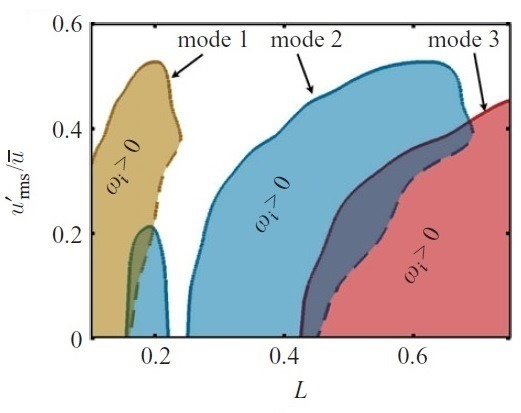 0.6
mode 1 mode 2 mode 3
0.4
u′rms/u̅
ωi > 0
ωi > 0
ωi > 0
0.2
0
0.2 0.4 0.6
L